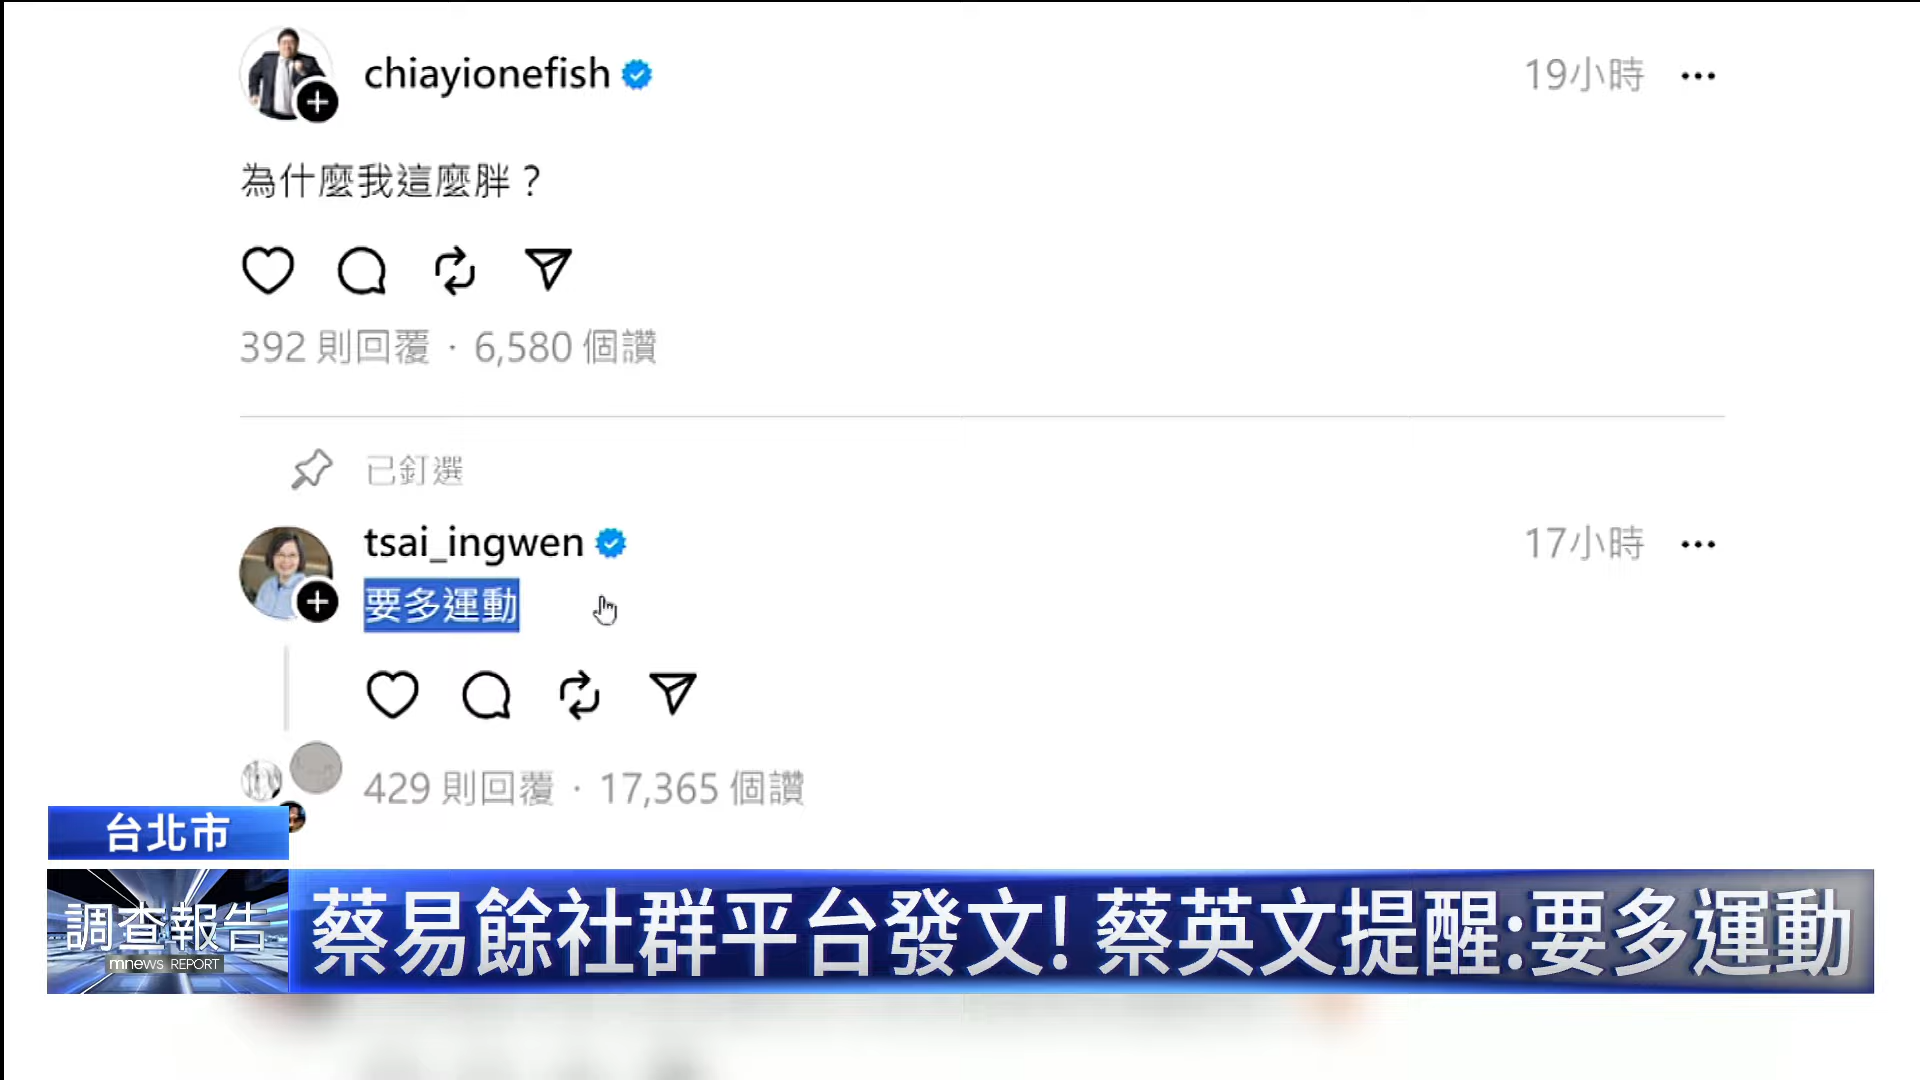 chiayionefish
19小時
為什麼我這麼胖？
392 則回覆 · 6,580 個讚
已釘選
tsai_ingwen
17小時
要多運動
429 則回覆 · 17,365 個讚
台北市
調查報告
mnews REPORT
蔡易餘社群平台發文! 蔡英文提醒:要多運動